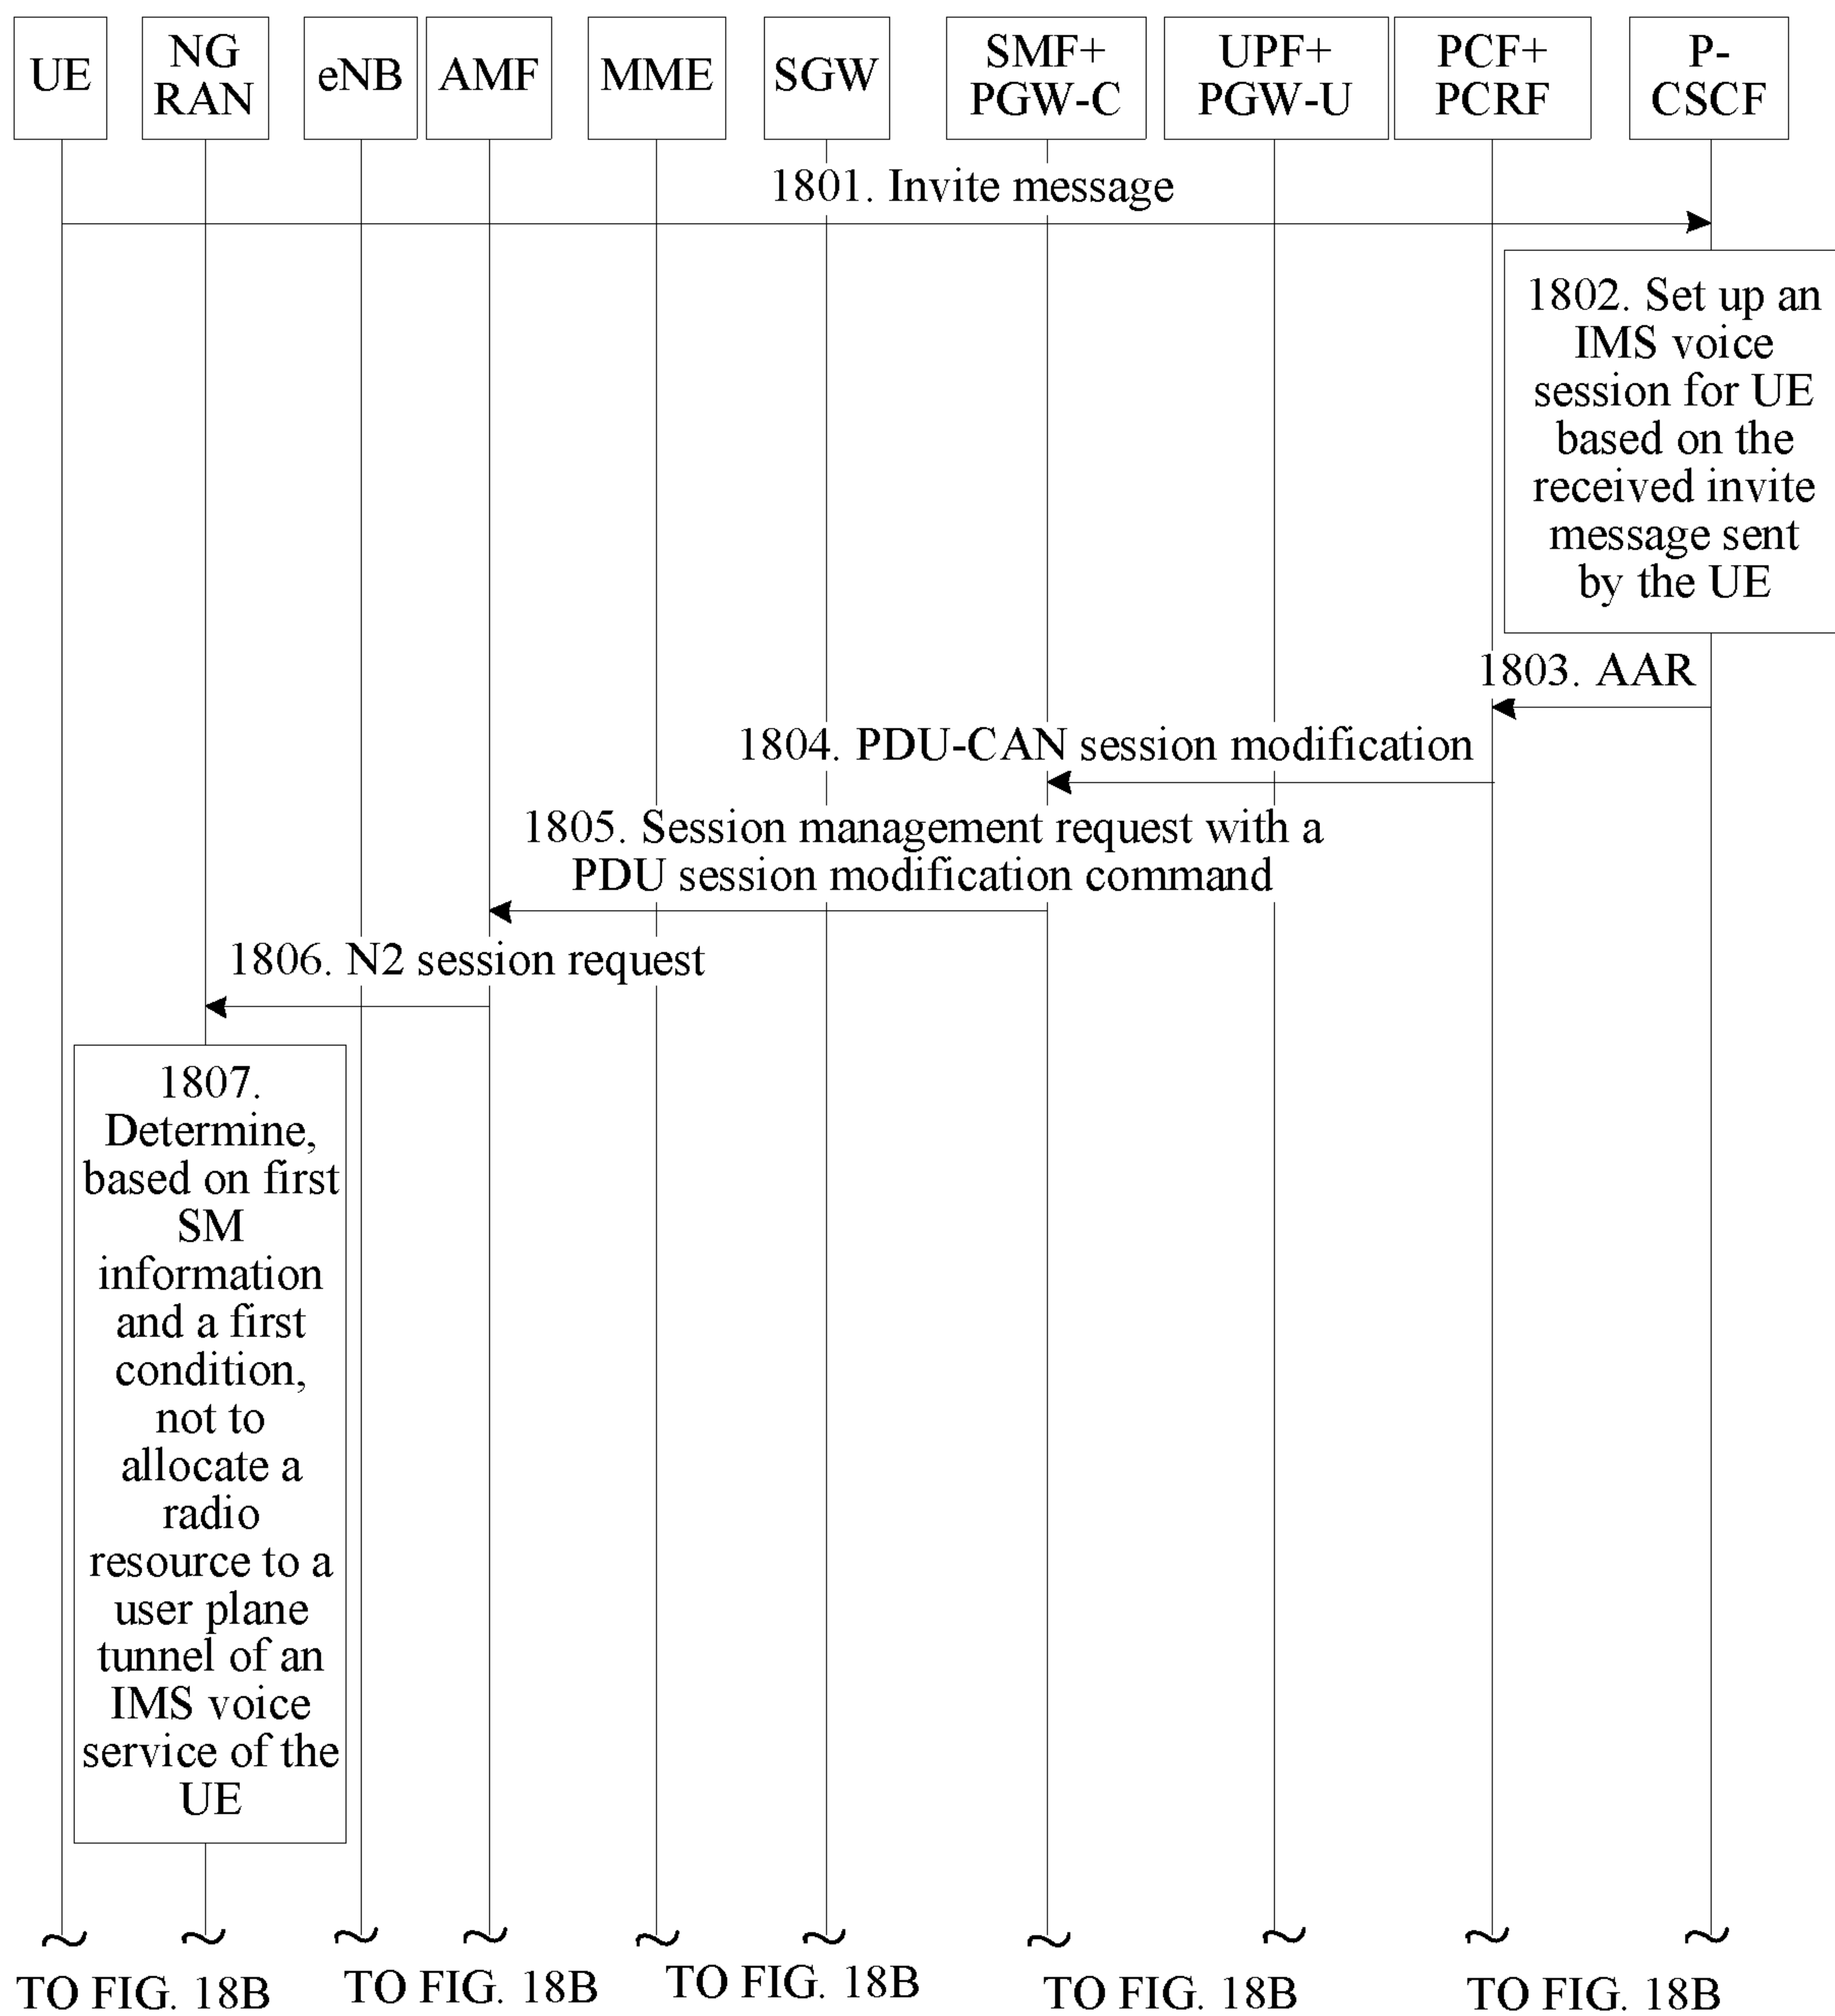 UE
NG
RAN
eNB
AMF
MME
SGW
SMF+
PGW-C
UPF+
PGW-U
PCF+
PCRF
P-
CSCF
1801. Invite message
1802. Set up an
IMS voice
session for UE
based on the
received invite
message sent
by the UE
1803. AAR
1804. PDU-CAN session modification
1805. Session management request with a
PDU session modification command
1806. N2 session request
1807.
Determine,
based on first
SM
information
and a first
condition,
not to
allocate a
radio
resource to a
user plane
tunnel of an
IMS voice
service of the
UE
TO FIG. 18B
TO FIG. 18B
TO FIG. 18B
TO FIG. 18B
TO FIG. 18B